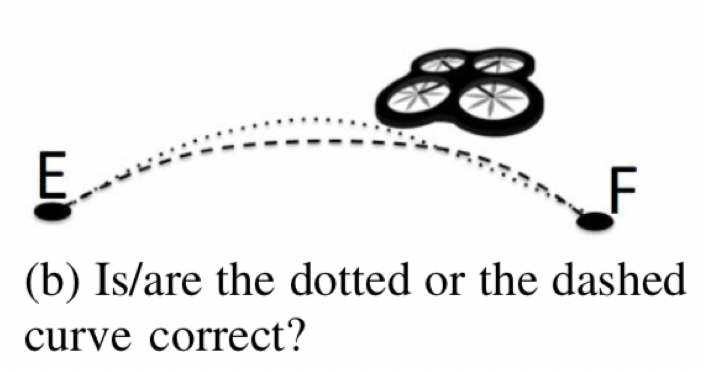 E
F
(b) Is/are the dotted or the dashed
curve correct?